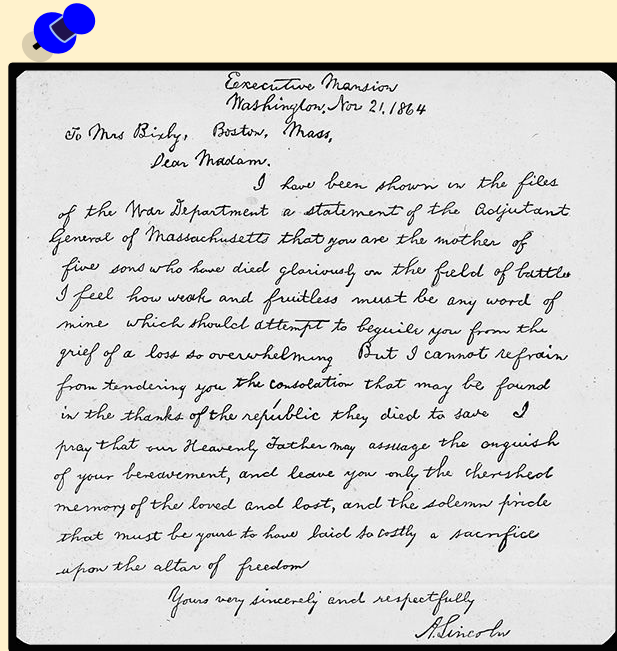 Executive Mansion
Washington, Nov 21, 1864
To Mrs Bixby, Boston, Mass,
Dear Madam.
I have been shown in the files
of the War Department a statement of the Adjutant
General of Massachusetts that you are the mother of
five sons who have died gloriously on the field of battle
I feel how weak and fruitless must be any word of
mine which should attempt to beguile you from the
grief of a loss so overwhelming But I cannot refrain
from tendering you the consolation that may be found
in the thanks of the republic they died to save I
pray that our Heavenly Father may assuage the anguish
of your bereavement, and leave you only the cherished
memory of the loved and lost, and the solemn pride
that must be yours to have laid so costly a sacrifice
upon the altar of freedom
Yours very sincerely and respectfully
A. Lincoln